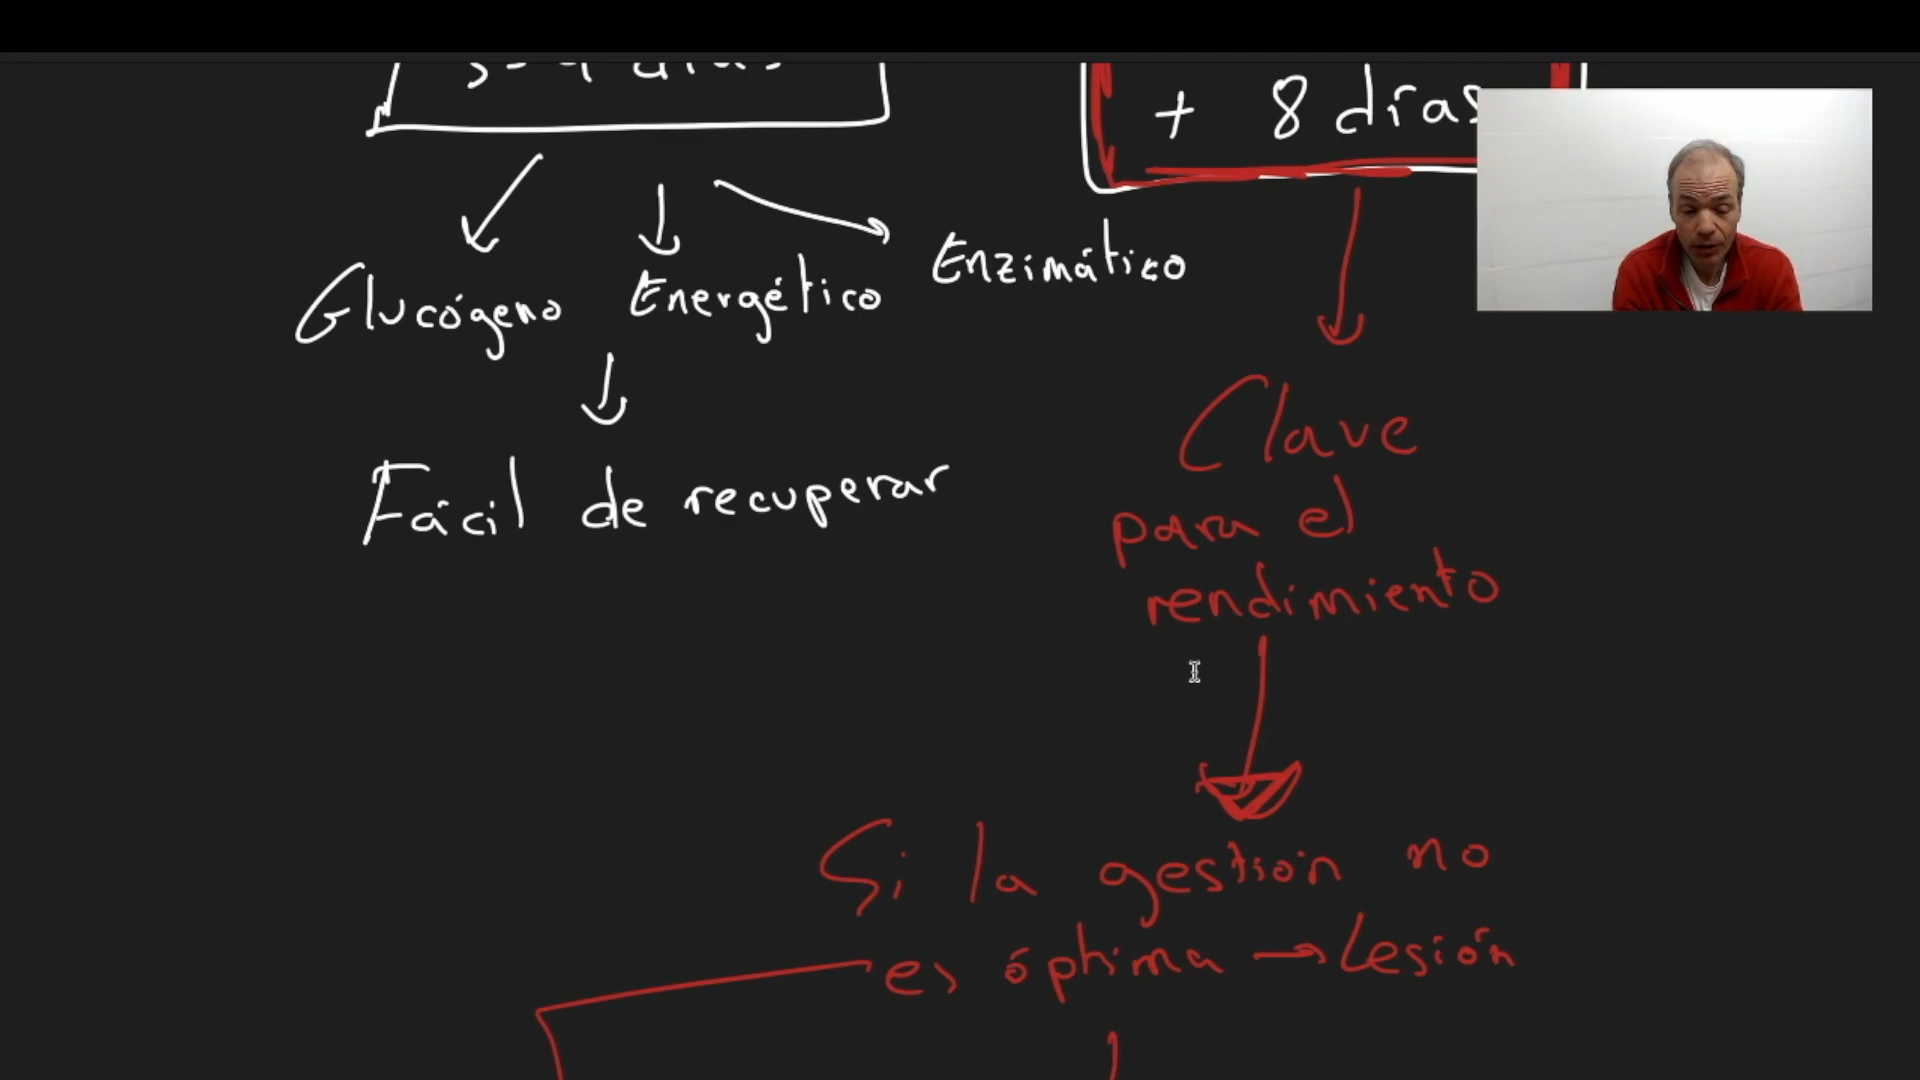 + 8 días
Glucógeno Energético Enzimático
Fácil de recuperar
Clave
para el
rendimiento
Si la gestión no
es óptima → Lesión